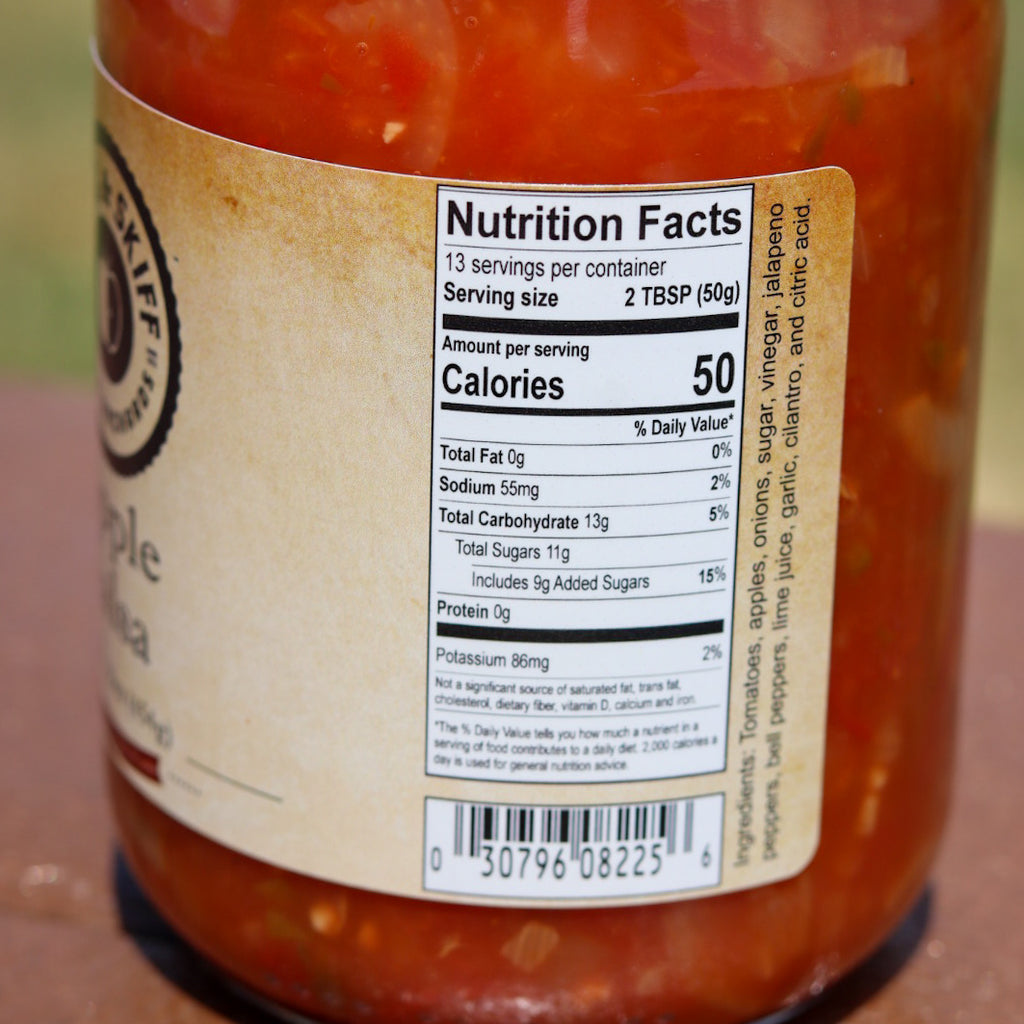 SKIFF
Nutrition Facts
13 servings per container
Serving size 2 TBSP (50g)
Amount per serving
Calories 50
% Daily Value*
Total Fat 0g 0%
Sodium 55mg 2%
Total Carbohydrate 13g 5%
Total Sugars 11g
Includes 9g Added Sugars 15%
Protein 0g
Potassium 86mg 2%
Not a significant source of saturated fat, trans fat,
cholesterol, dietary fiber, vitamin D, calcium and iron.
*The % Daily Value tells you how much a nutrient in a
serving of food contributes to a daily diet. 2,000 calories a
day is used for general nutrition advice.
0 30796 08225 6
Ingredients: Tomatoes, apples, onions, sugar, vinegar, jalapeno
peppers, bell peppers, lime juice, garlic, cilantro, and citric acid.